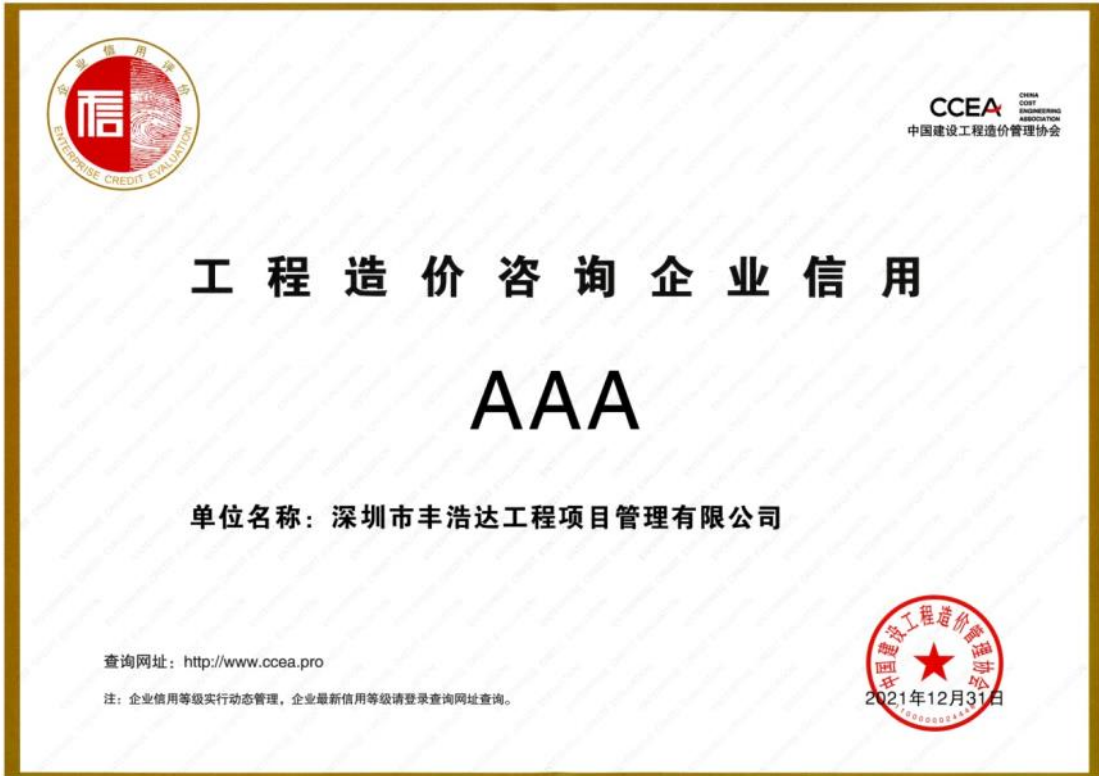 企业信用评价
信
ENTERPRISE CREDIT EVALUATION
CCEA
CHINA
COST
ENGINEERING
ASSOCIATION
中国建设工程造价管理协会
工程造价咨询企业信用
AAA
单位名称：深圳市丰浩达工程项目管理有限公司
查询网址：http://www.ccea.pro
注：企业信用等级实行动态管理，企业最新信用等级请登录查询网址查询。
中国建设工程造价管理协会
2021年12月31日